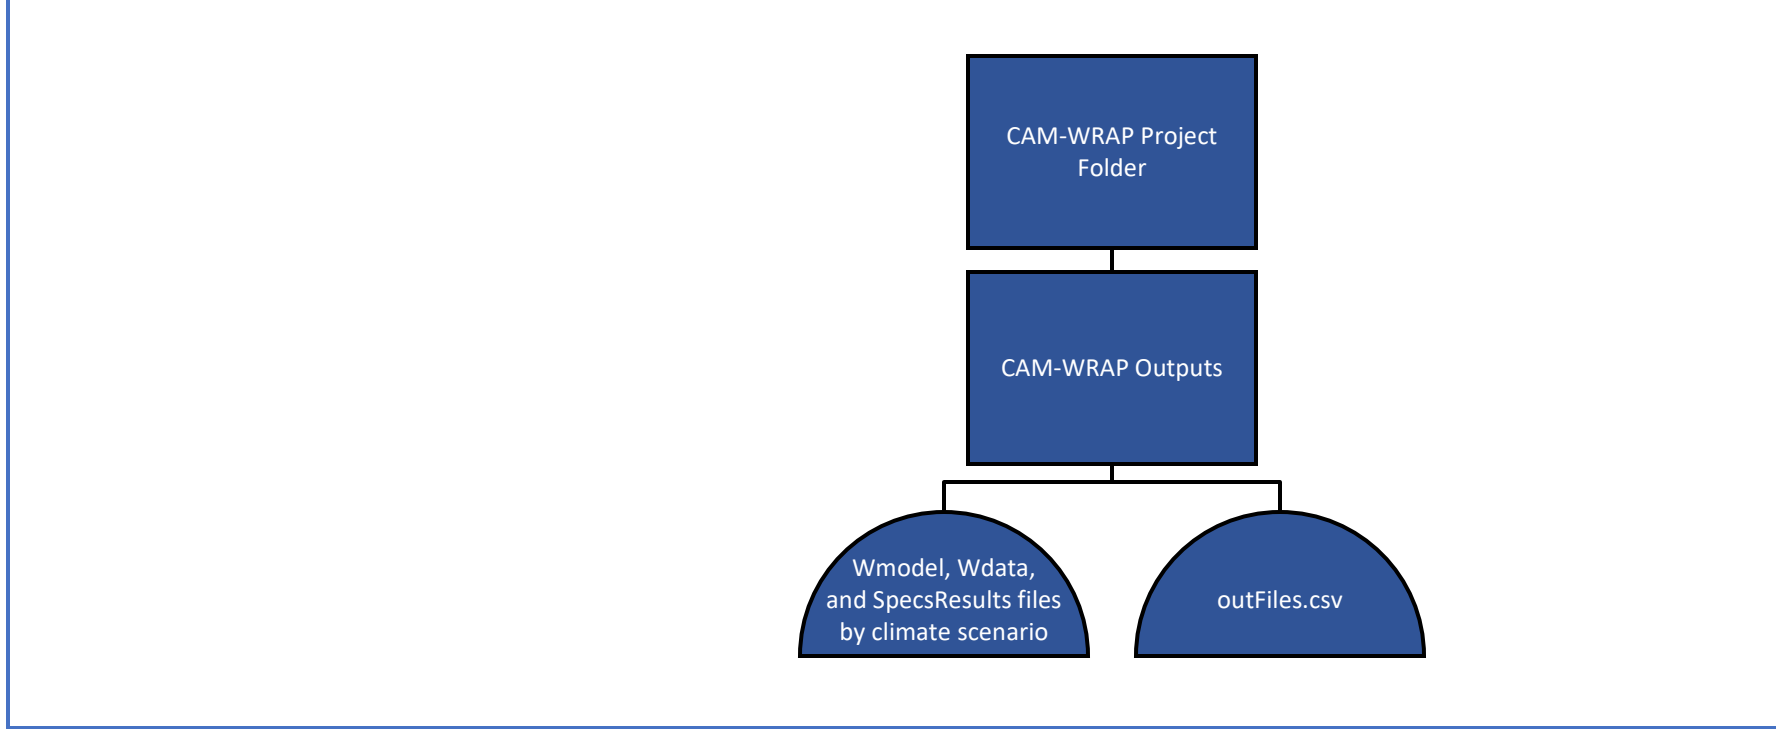 CAM-WRAP Project
Folder
CAM-WRAP Outputs
Wmodel, Wdata,
and SpecsResults files
by climate scenario
outFiles.csv